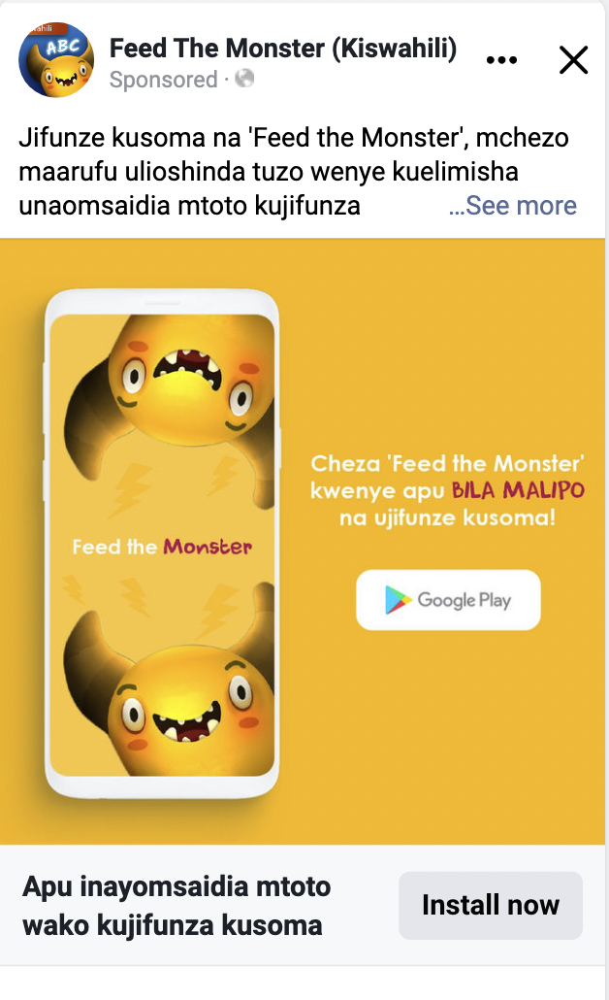 ahili
ABC
Feed The Monster (Kiswahili)
Sponsored ·
Jifunze kusoma na 'Feed the Monster', mchezo
maarufu ulioshinda tuzo wenye kuelimisha
unaomsaidia mtoto kujifunza ...See more
Cheza 'Feed the Monster'
kwenye apu BILA MALIPO
na ujifunze kusoma!
Feed the Monster
Google Play
Apu inayomsaidia mtoto
wako kujifunza kusoma
Install now